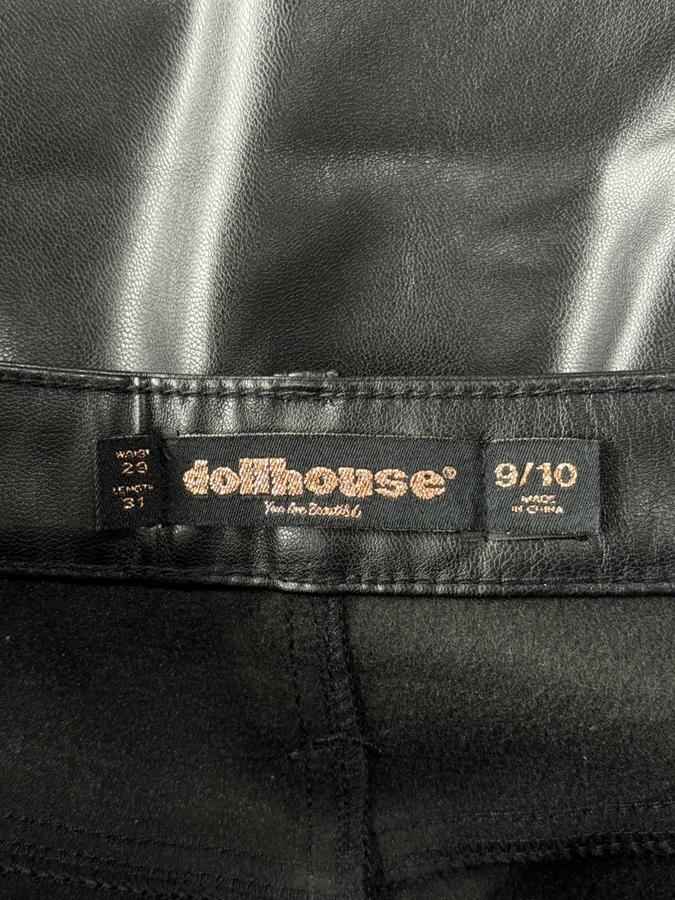 WAIST
29
LENGTH
31
dollhouse®
You Are Beautiful
9/10
MADE
IN CHINA